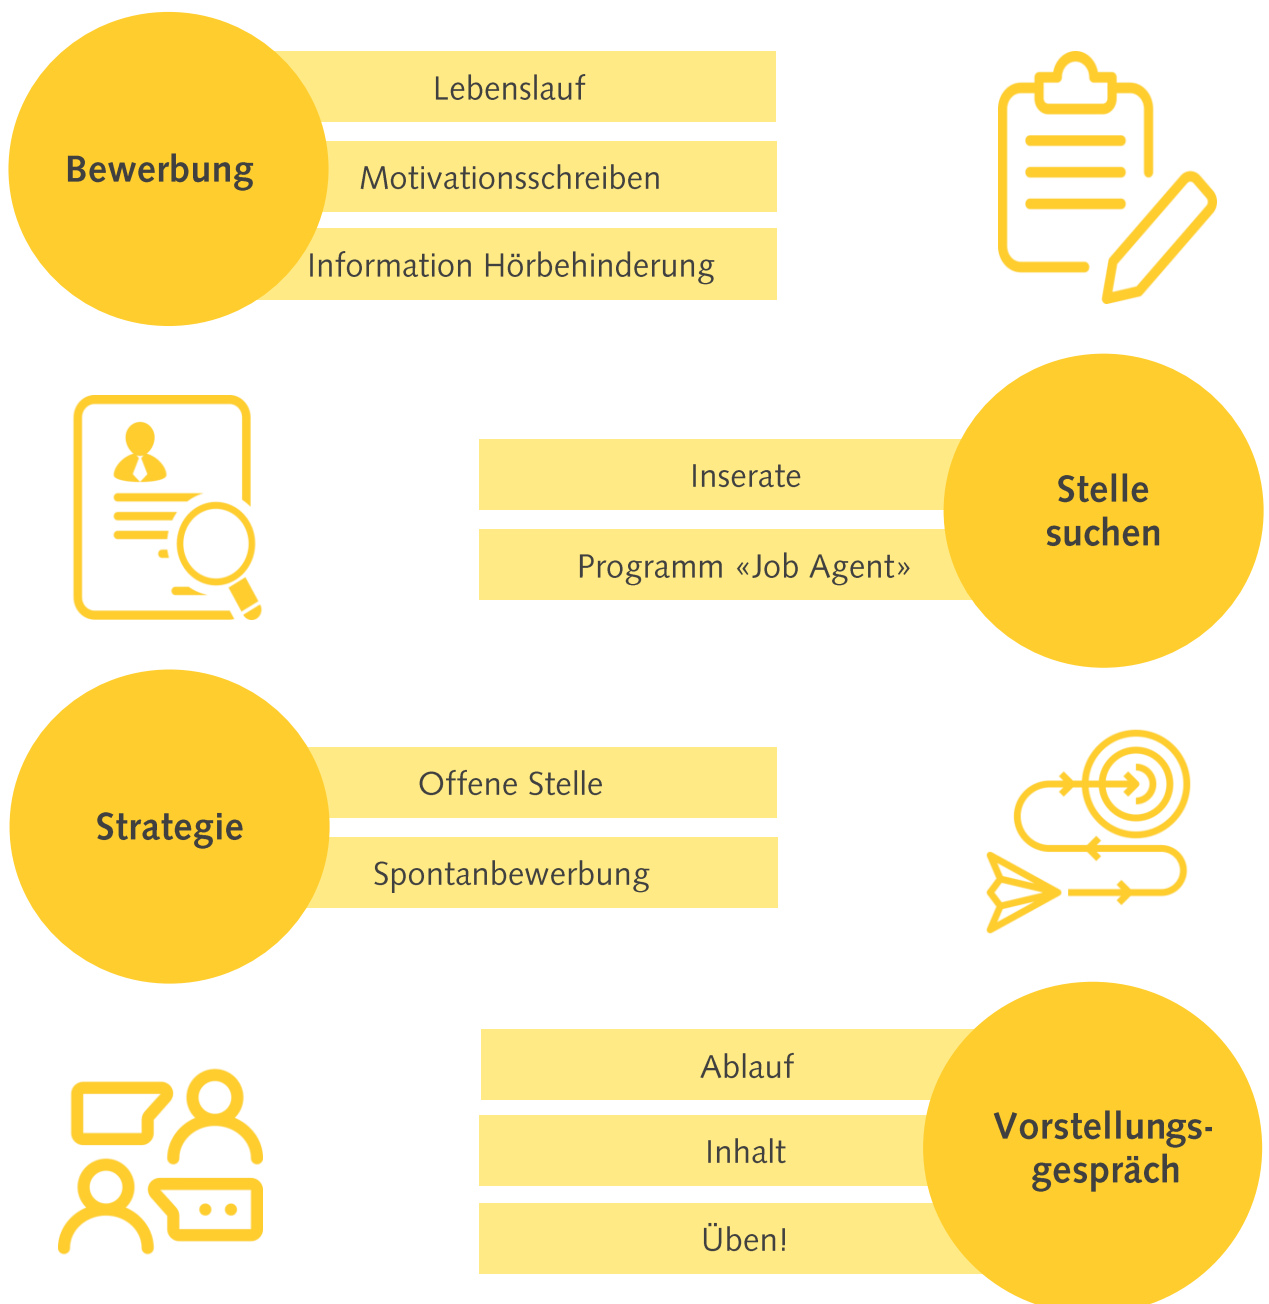 Bewerbung
Lebenslauf
Motivationsschreiben
Information Hörbehinderung
Inserate
Programm «Job Agent»
Stelle
suchen
Strategie
Offene Stelle
Spontanbewerbung
Ablauf
Inhalt
Üben!
Vorstellungs-
gespräch